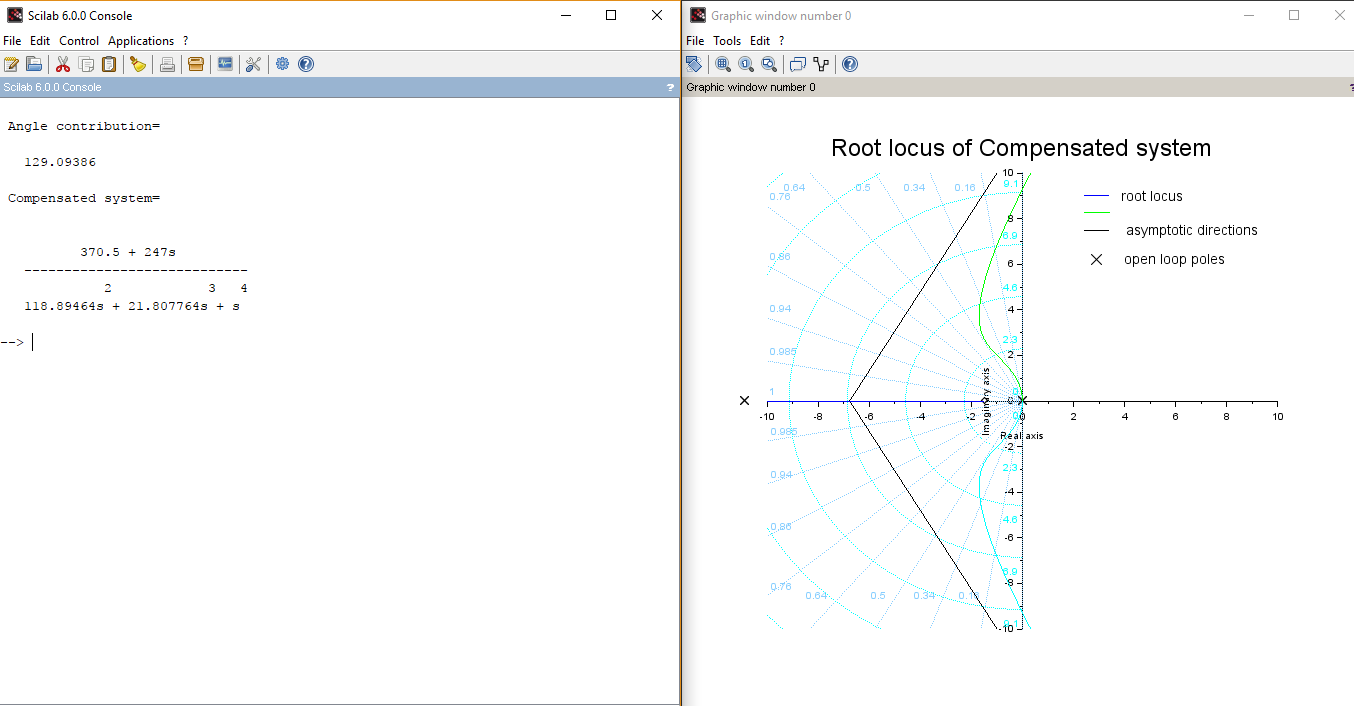 Scilab 6.0.0 Console
File Edit Control Applications ?
Scilab 6.0.0 Console ?
Angle contribution=
129.09386
Compensated system=
370.5 + 247s
---------------------------
2 3 4
118.89464s + 21.807764s + s
-->
Graphic window number 0
File Tools Edit ?
Graphic window number 0 ?
Root locus of Compensated system
root locus
asymptotic directions
open loop poles
0.64 0.5 0.34 0.16 9.1
0.76
0.86
0.94
0.985
1
0.985
0.94
0.86
0.76
0.64 0.5 0.34
10
8
6.9
6
4.6
4
2.3
2
0
-2
2.3
-4
4.6
-6
6.9
-8
9.1
-10
-10 -8 -6 -4 -2 0 2 4 6 8 10
Imaginary axis
Real axis